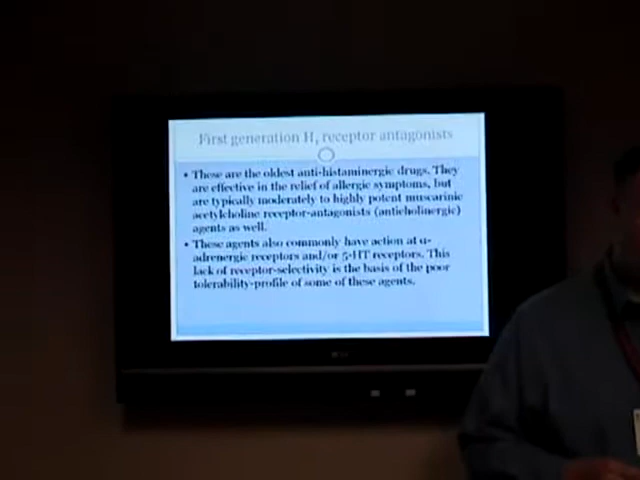 First generation H₁ receptor antagonists
• These are the oldest anti-histaminergic drugs. They
are effective in the relief of allergic symptoms, but
are typically moderately to highly potent muscarinic
acetylcholine receptor-antagonists (anticholinergic)
agents as well.
• These agents also commonly have action at α-
adrenergic receptors and/or 5-HT receptors. This
lack of receptor-selectivity is the basis of the poor
tolerability-profile of some of these agents.